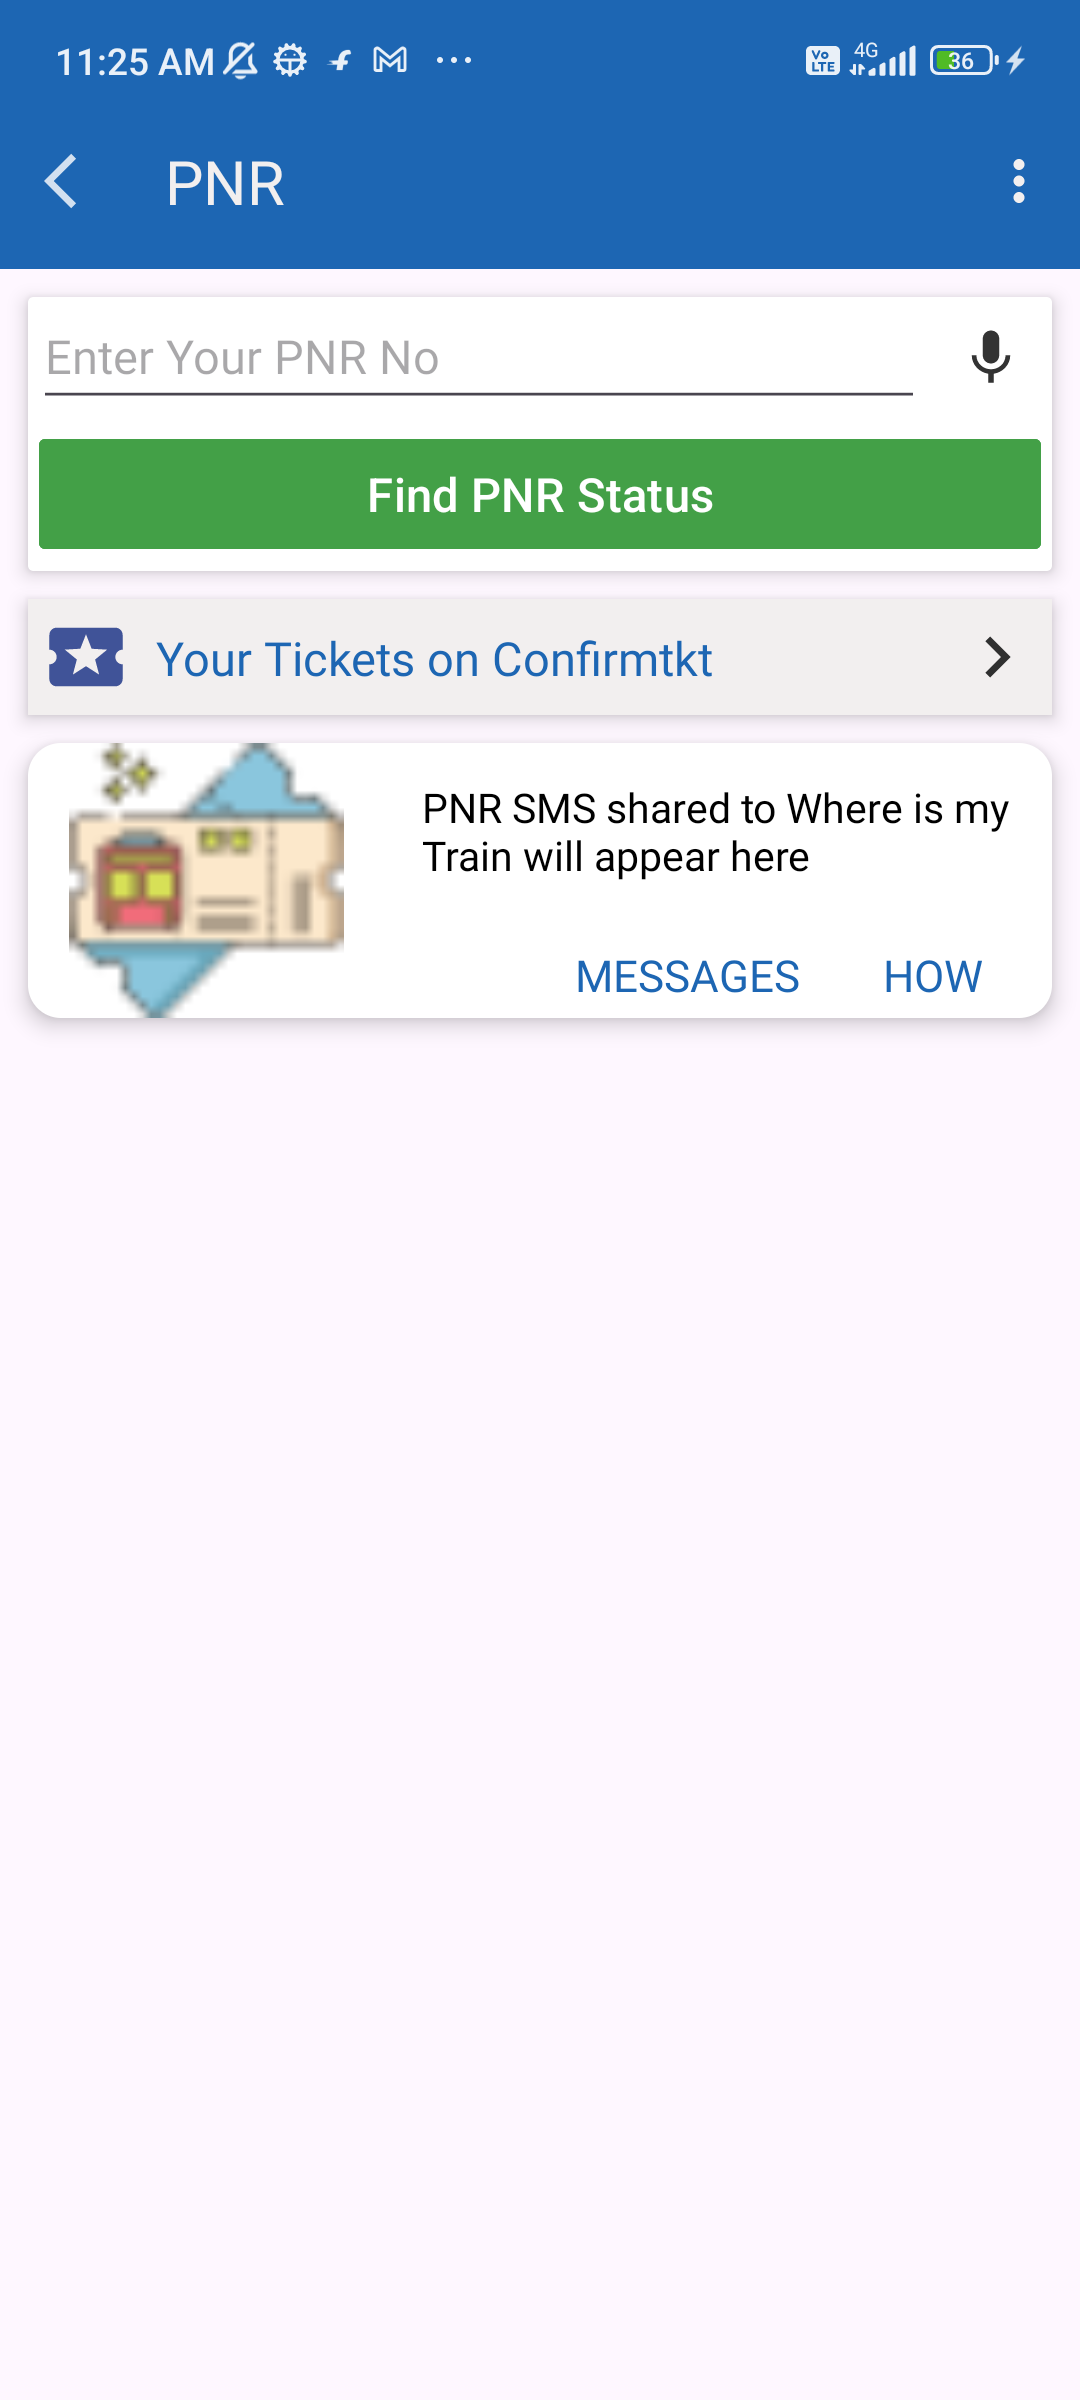 11:25 AM
Vo LTE 4G 36
PNR
Enter Your PNR No
Find PNR Status
Your Tickets on Confirmtkt
PNR SMS shared to Where is my
Train will appear here
MESSAGES HOW